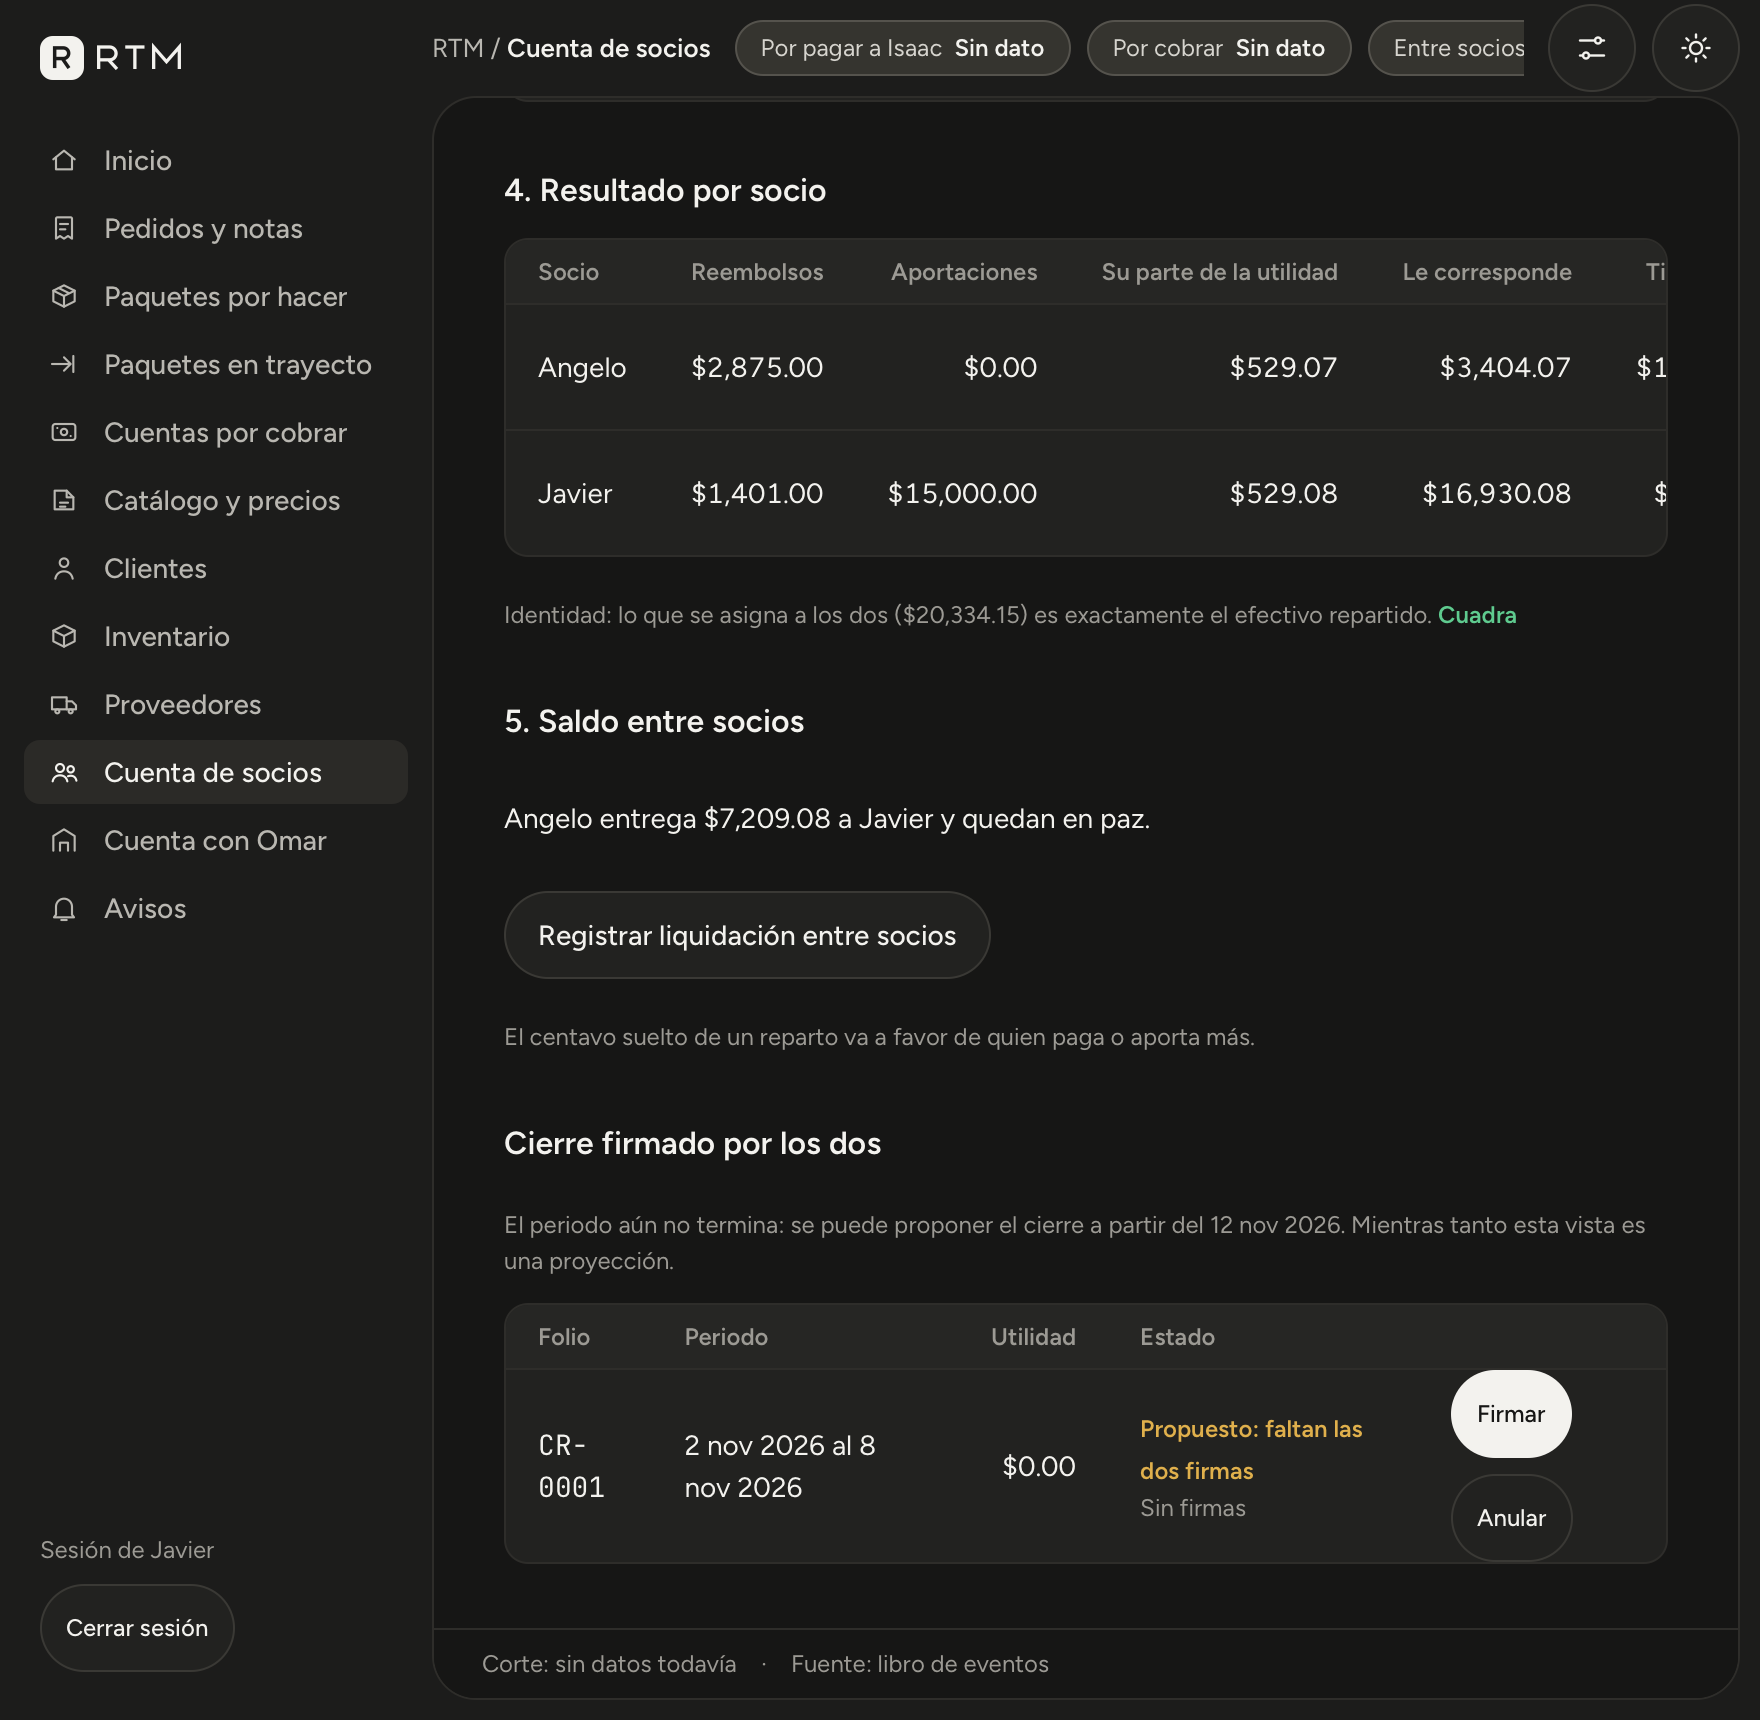 R RTM
Inicio
Pedidos y notas
Paquetes por hacer
Paquetes en trayecto
Cuentas por cobrar
Catálogo y precios
Clientes
Inventario
Proveedores
Cuenta de socios
Cuenta con Omar
Avisos
Sesión de Javier
Cerrar sesión
RTM / Cuenta de socios Por pagar a Isaac Sin dato Por cobrar Sin dato Entre socios
4. Resultado por socio
Socio Reembolsos Aportaciones Su parte de la utilidad Le corresponde Ti
Angelo $2,875.00 $0.00 $529.07 $3,404.07 $1
Javier $1,401.00 $15,000.00 $529.08 $16,930.08 $
Identidad: lo que se asigna a los dos ($20,334.15) es exactamente el efectivo repartido. Cuadra
5. Saldo entre socios
Angelo entrega $7,209.08 a Javier y quedan en paz.
Registrar liquidación entre socios
El centavo suelto de un reparto va a favor de quien paga o aporta más.
Cierre firmado por los dos
El periodo aún no termina: se puede proponer el cierre a partir del 12 nov 2026. Mientras tanto esta vista es
una proyección.
Folio Periodo Utilidad Estado
CR-
0001
2 nov 2026 al 8
nov 2026
$0.00
Propuesto: faltan las
dos firmas
Sin firmas
Firmar
Anular
Corte: sin datos todavía · Fuente: libro de eventos